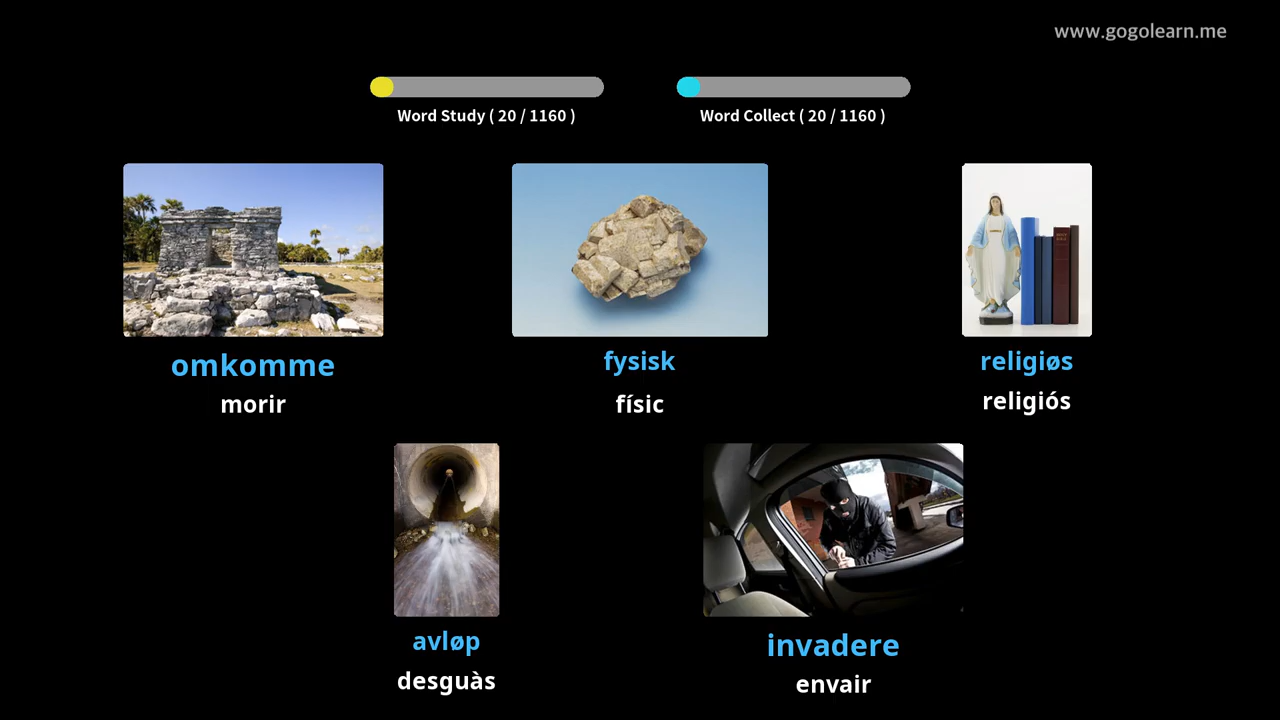 www.gogolearn.me
Word Study ( 20 / 1160 )
Word Collect ( 20 / 1160 )
omkomme
morir
fysisk
físic
religiøs
religiós
avløp
desguàs
invadere
envair